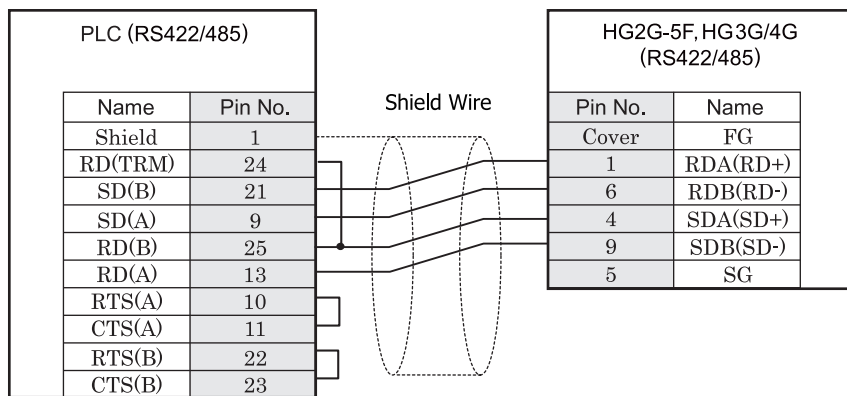 PLC (RS422/485)
Name Pin No.
Shield 1
RD(TRM) 24
SD(B) 21
SD(A) 9
RD(B) 25
RD(A) 13
RTS(A) 10
CTS(A) 11
RTS(B) 22
CTS(B) 23
Shield Wire
HG2G-5F, HG3G/4G
(RS422/485)
Pin No. Name
Cover FG
1 RDA(RD+)
6 RDB(RD-)
4 SDA(SD+)
9 SDB(SD-)
5 SG